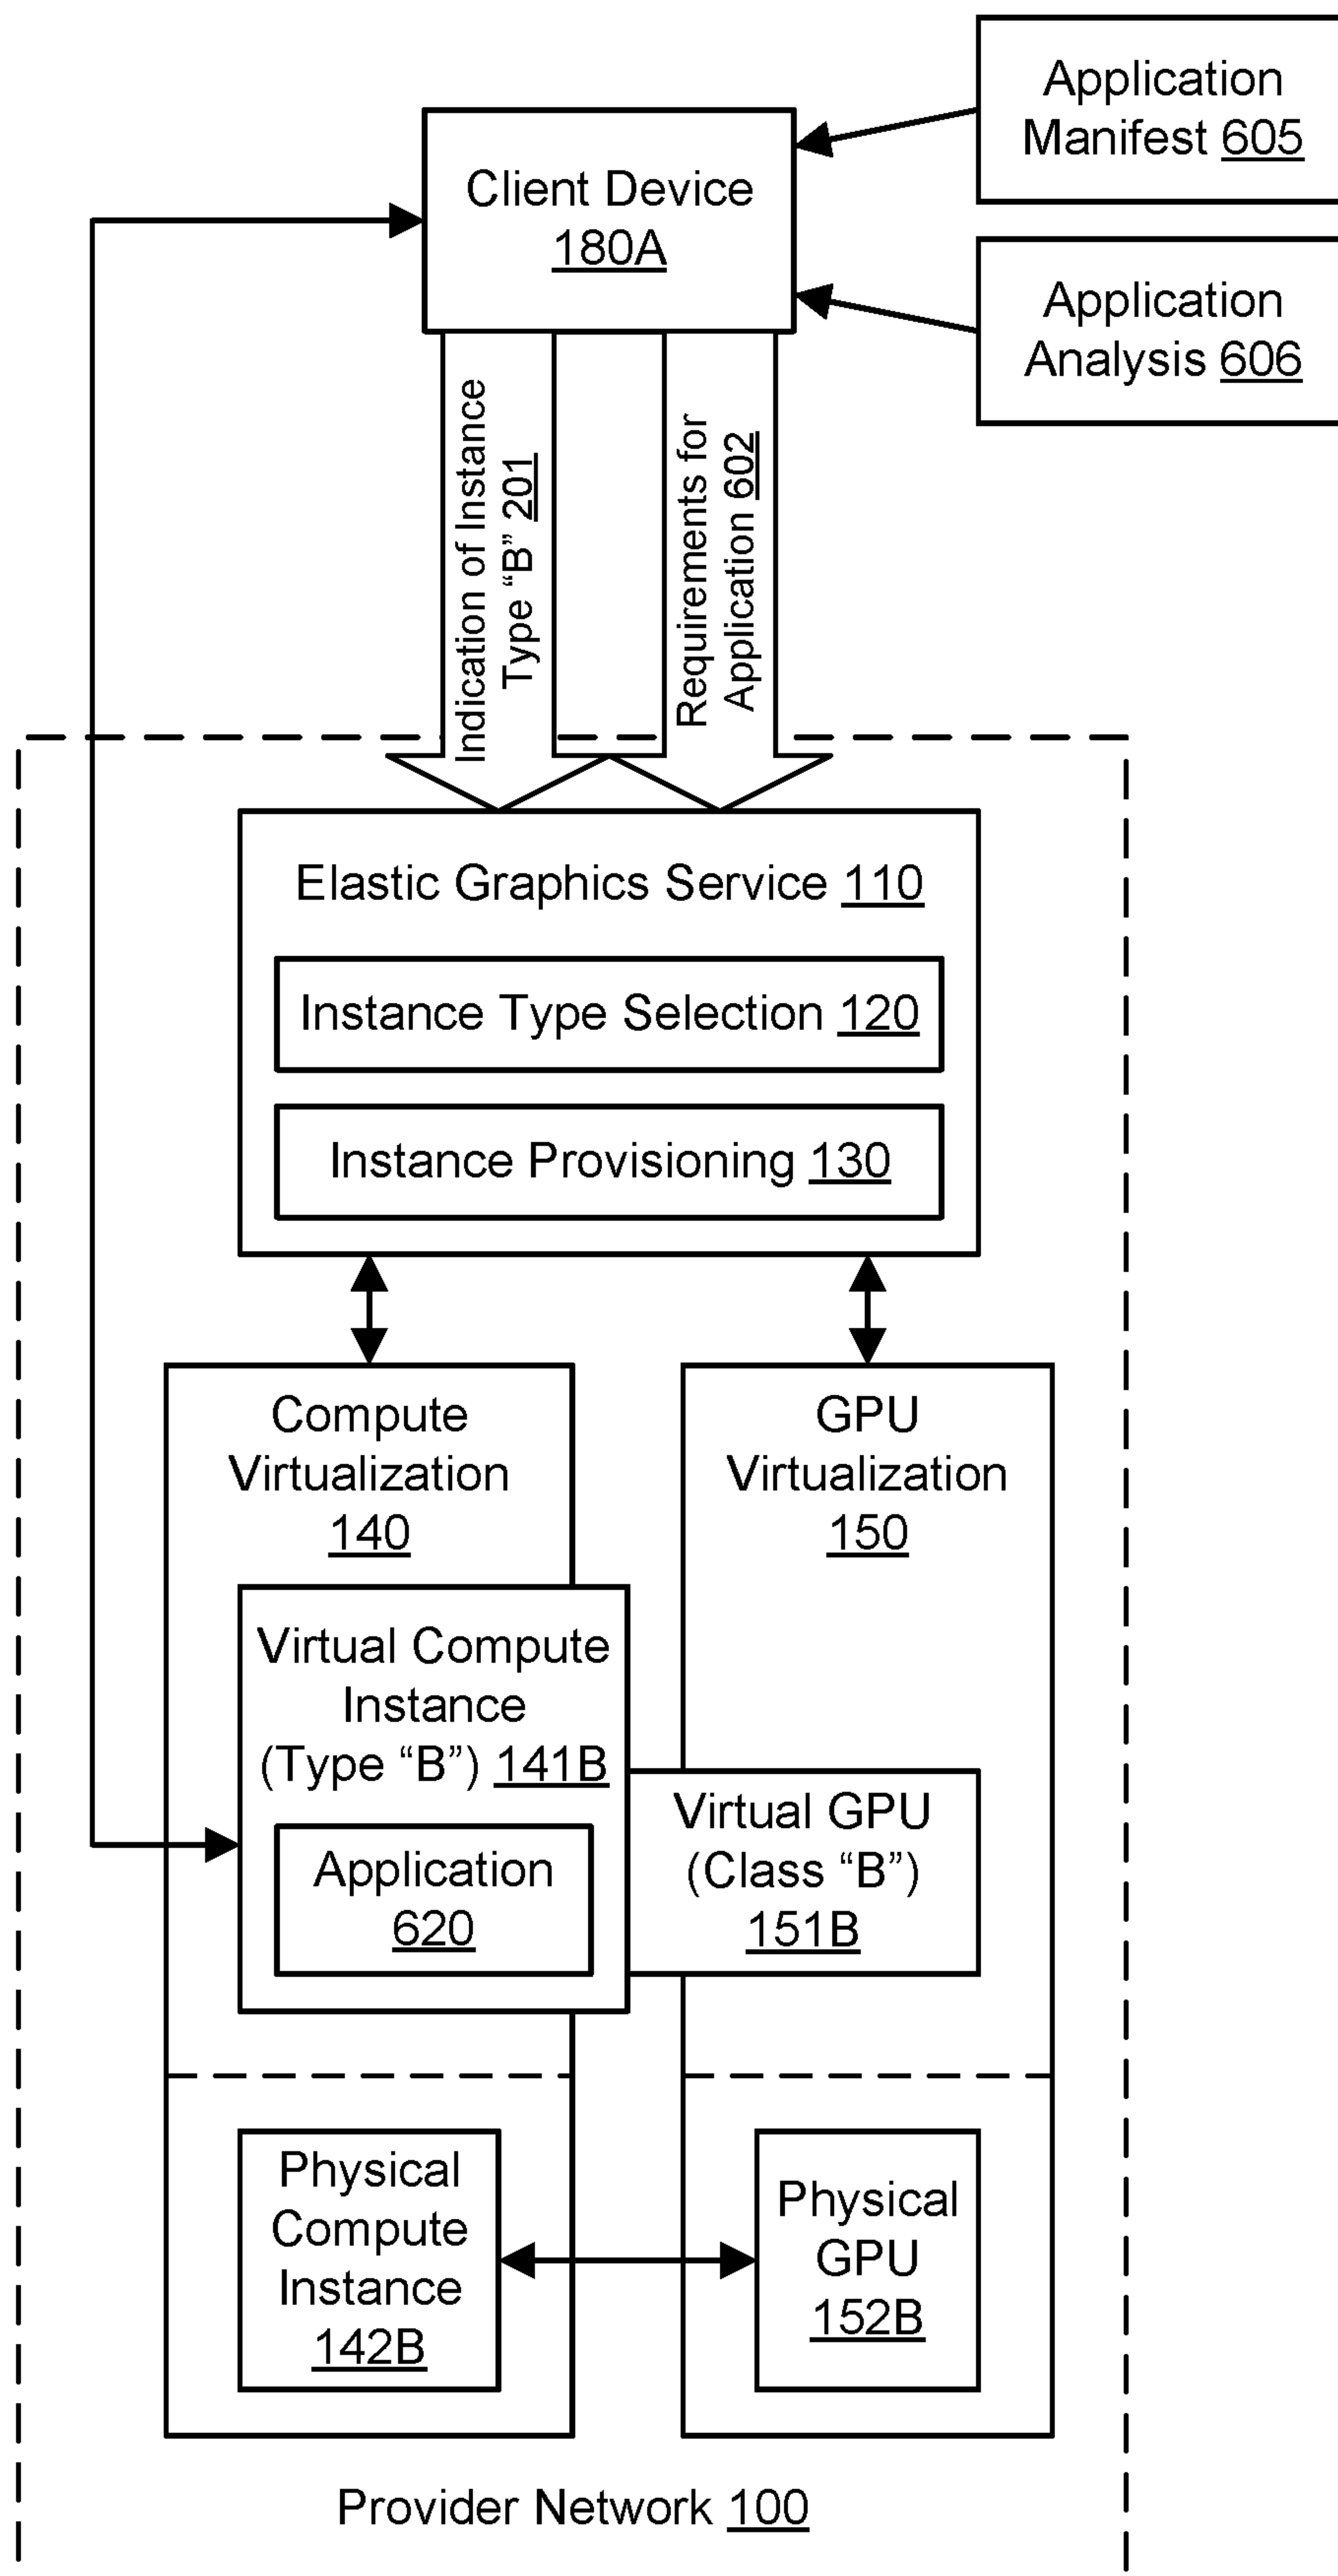 Application
Manifest 605
Client Device
180A
Application
Analysis 606
Indication of Instance
Type “B” 201
Requirements for
Application 602
Elastic Graphics Service 110
Instance Type Selection 120
Instance Provisioning 130
Compute
Virtualization
140
GPU
Virtualization
150
Virtual Compute
Instance
(Type “B”) 141B
Application
620
Virtual GPU
(Class “B”)
151B
Physical
Compute
Instance
142B
Physical
GPU
152B
Provider Network 100